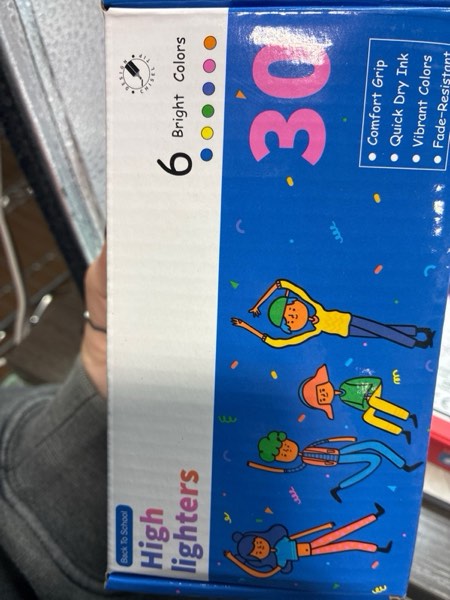 Back To School
High
lighters
6 Bright Colors
30
Comfort Grip
Quick Dry Ink
Vibrant Colors
Fade-Resistant